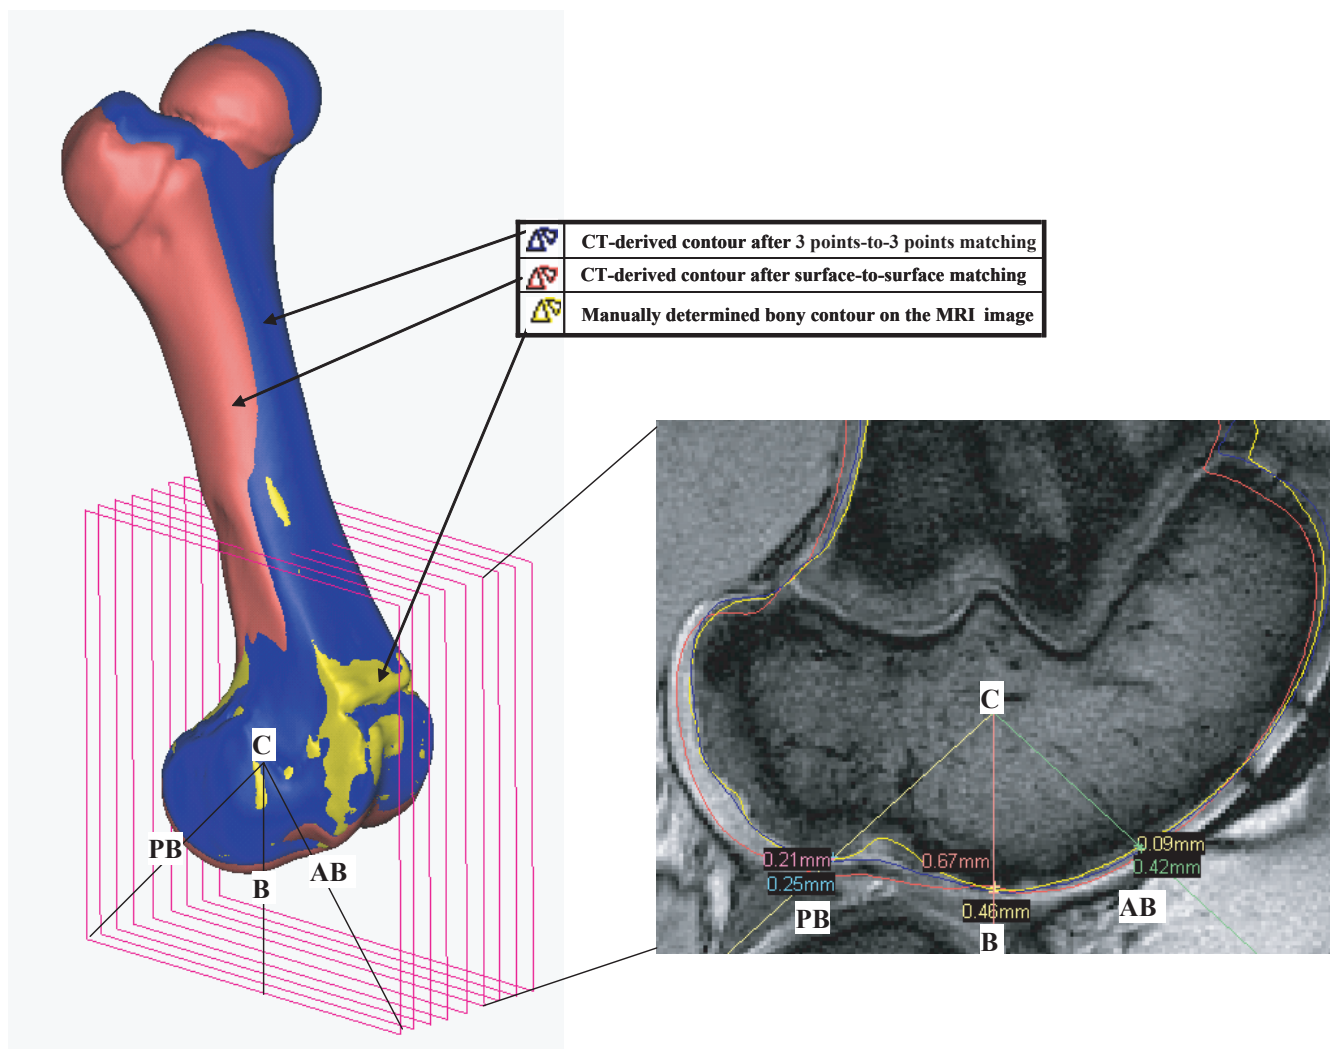 CT-derived contour after 3 points-to-3 points matching
CT-derived contour after surface-to-surface matching
Manually determined bony contour on the MRI image
C
PB
B
AB
C
0.21mm
0.25mm
0.67mm
0.46mm
0.09mm
0.42mm
PB
B
AB